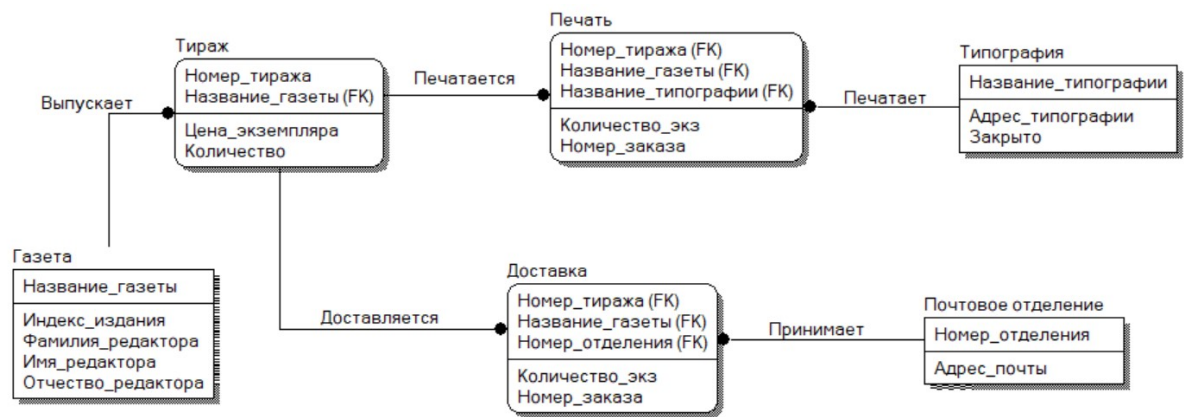 Печать
Тираж
Номер_тиража (FK)
Название_газеты (FK)
Название_типографии (FK)
Количество_экз
Номер_заказа
Типография
Номер_тиража
Название_газеты (FK)
Цена_экземпляра
Количество
Печатается
Название_типографии
Адрес_типографии
Закрыто
Выпускает
Печатает
Газета
Название_газеты
Индекс_издания
Фамилия_редактора
Имя_редактора
Отчество_редактора
Доставка
Номер_тиража (FK)
Название_газеты (FK)
Номер_отделения (FK)
Количество_экз
Номер_заказа
Доставляется
Принимает
Почтовое отделение
Номер_отделения
Адрес_почты